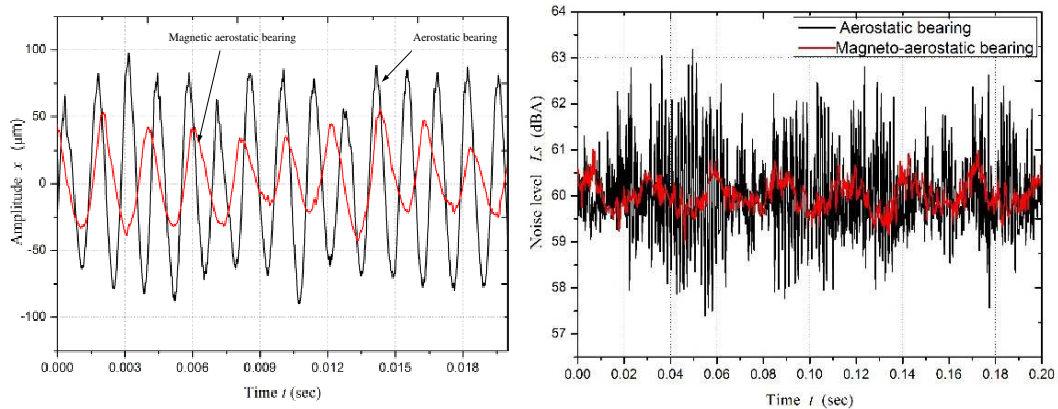 Magnetic aerostatic bearing
Aerostatic bearing
100
50
0
-50
-100
Amplitude x (μm)
0.000 0.003 0.006 0.009 0.012 0.015 0.018
Time t (sec)
Aerostatic bearing
Magneto-aerostatic bearing
64
63
62
61
60
59
58
57
Noise level Ls (dBA)
0.00 0.02 0.04 0.06 0.08 0.10 0.12 0.14 0.16 0.18 0.20
Time t (sec)